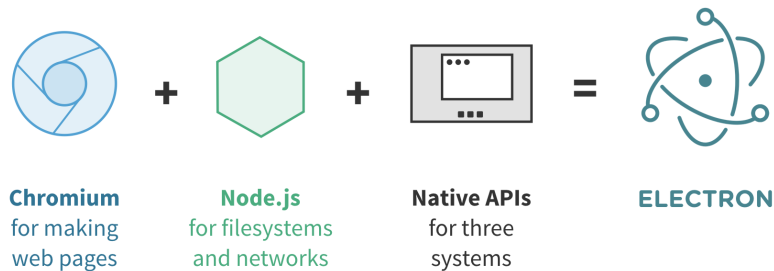 + + =
Chromium
for making
web pages
Node.js
for filesystems
and networks
Native APIs
for three
systems
ELECTRON